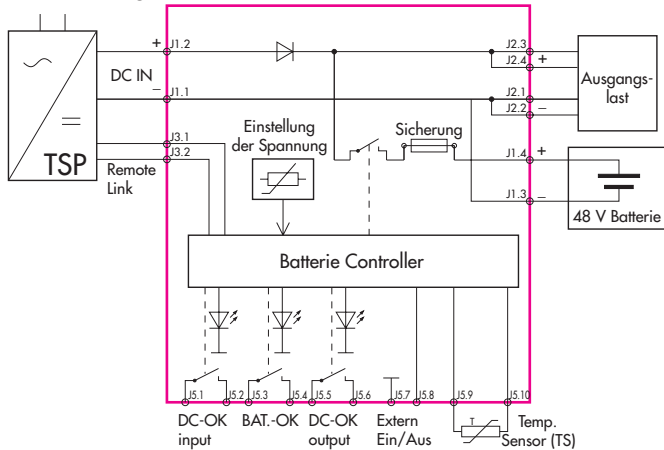 + J1.2
J2.3
J2.4 +
DC IN
Ausgangs-
last
– J1.1
J2.1
J2.2 –
Einstellung
der Spannung
Sicherung
J3.1
J3.2
J1.4 +
TSP
Remote
Link
J1.3 –
48 V Batterie
Batterie Controller
J5.1 J5.2 J5.3 J5.4 J5.5 J5.6 J5.7 J5.8 J5.9 J5.10
DC-OK
input
BAT.-OK
DC-OK
output
Extern
Ein/Aus
T
Temp.
Sensor (TS)